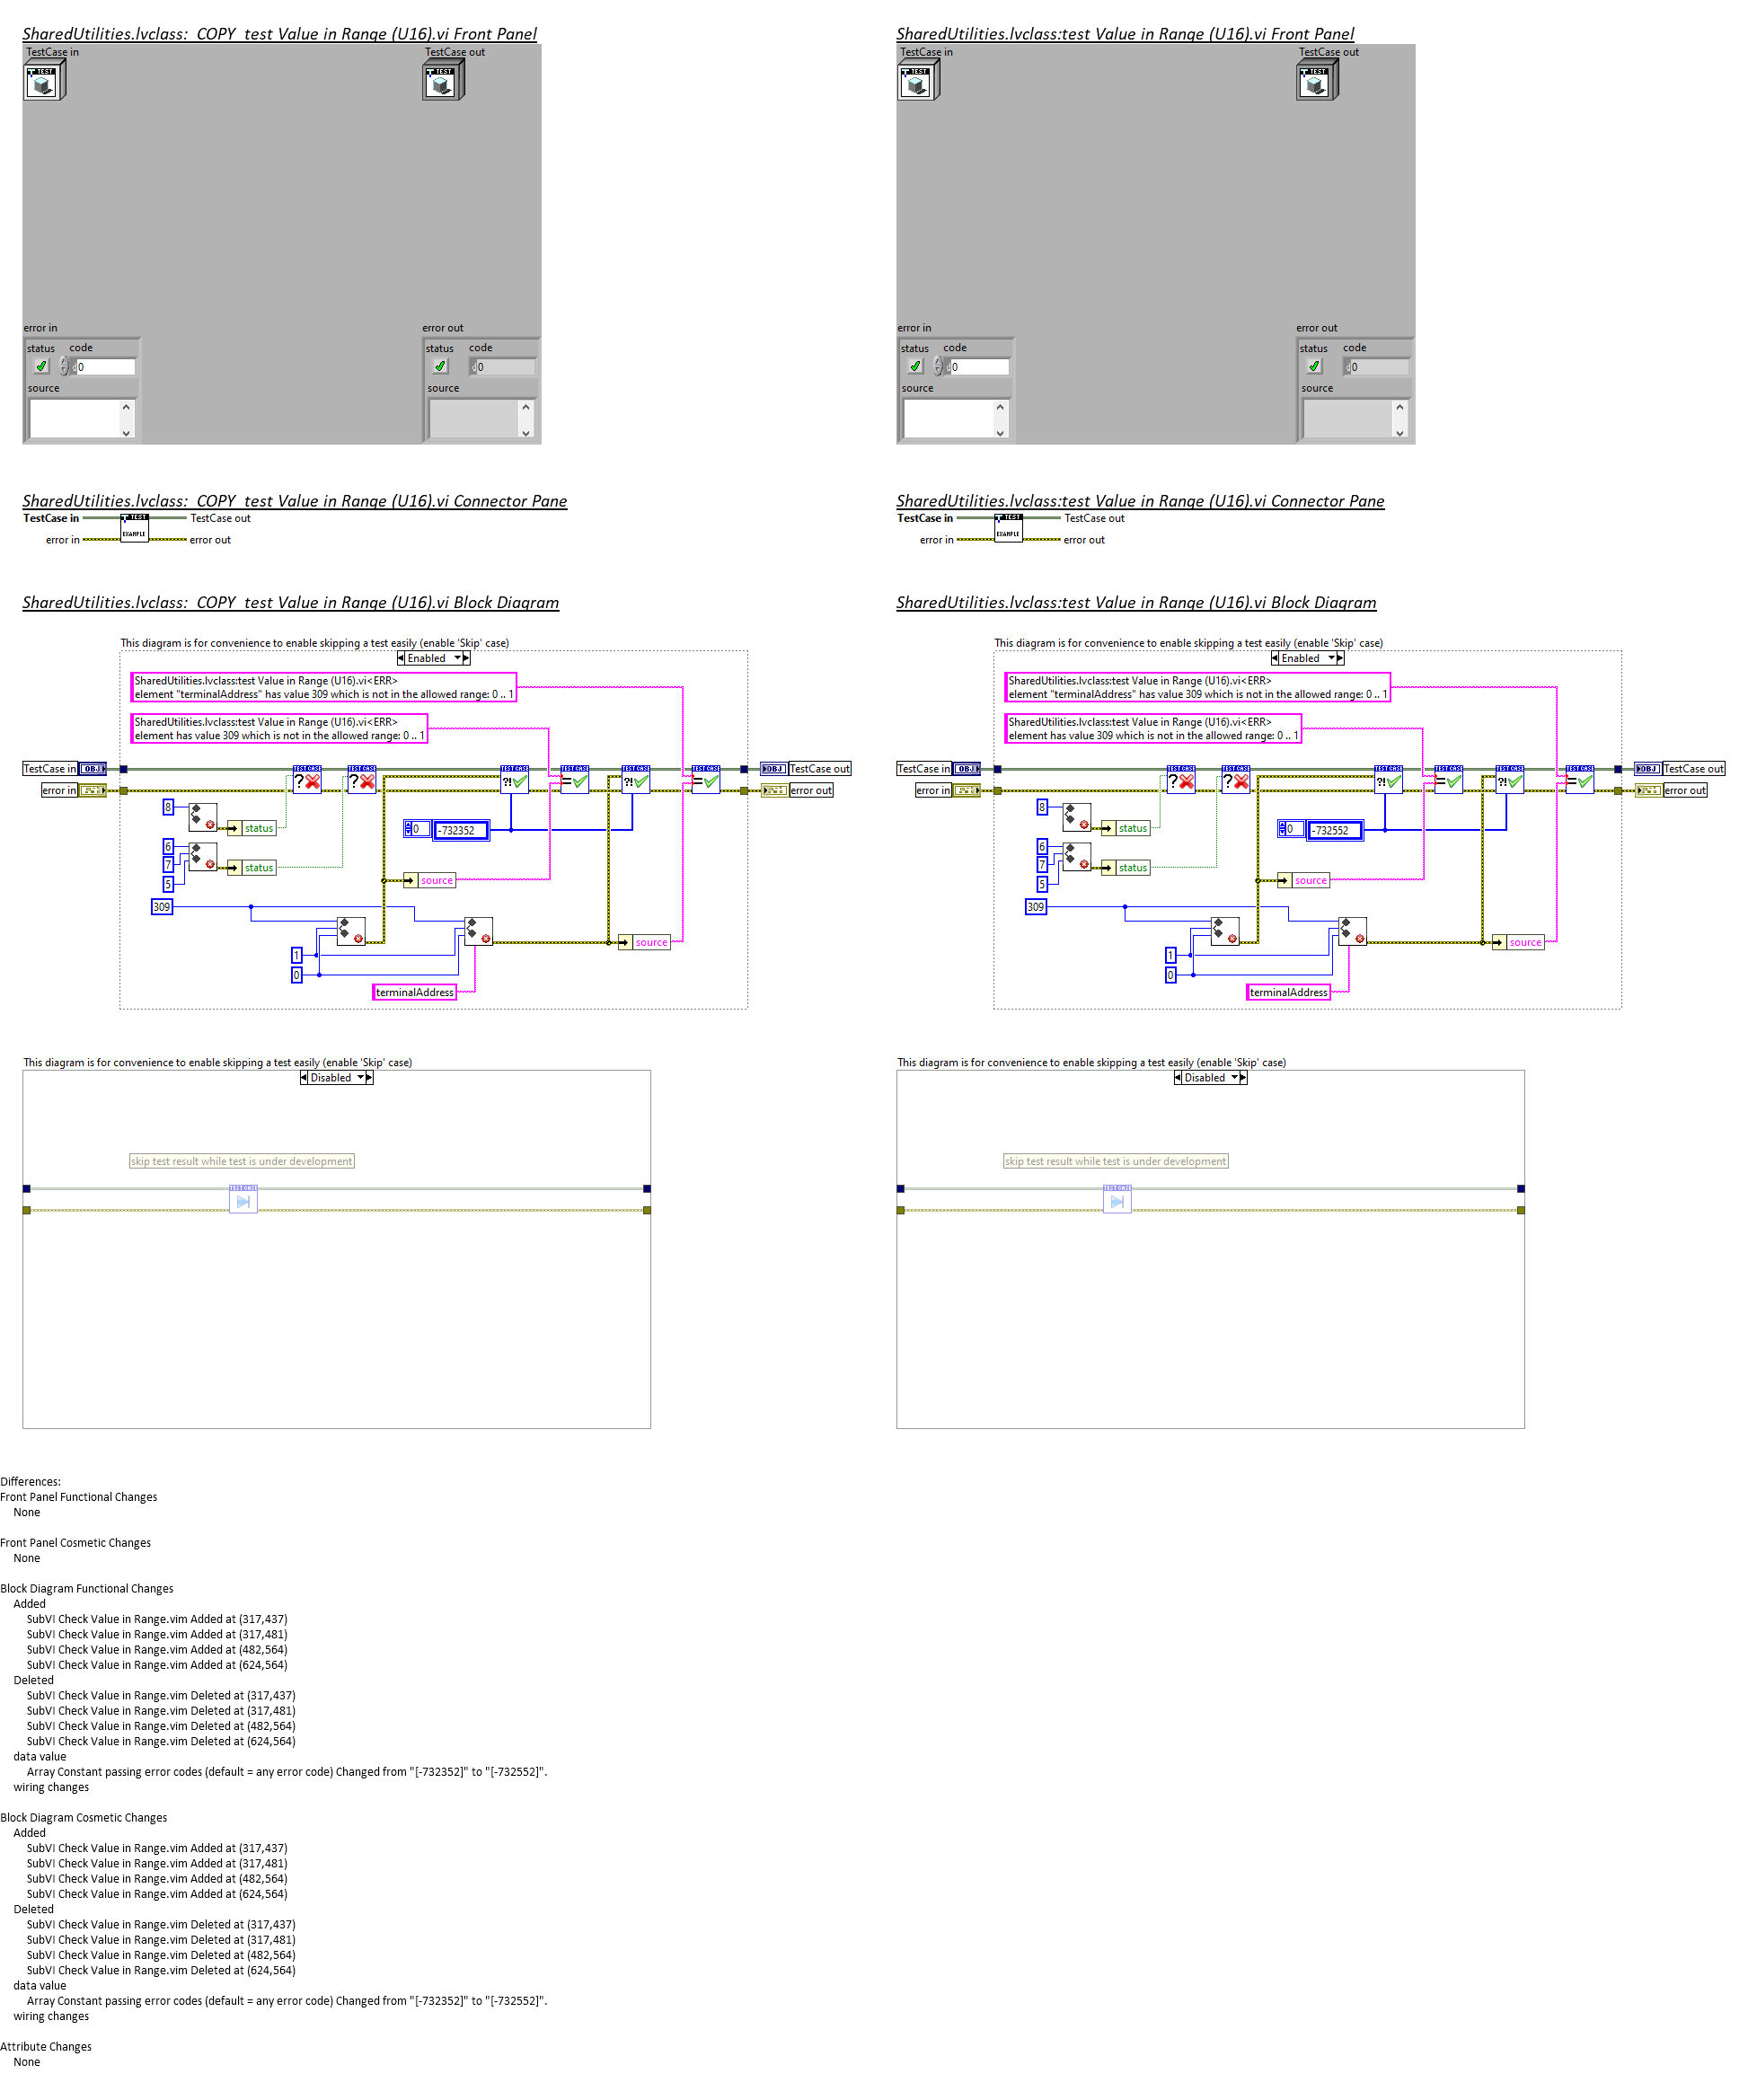 SharedUtilities.lvclass:_COPY_test Value in Range (U16).vi Front Panel
TestCase in
TestCase out
TEST
TEST
error in
error out
status
code
status
code
0
0
source
source
SharedUtilities.lvclass:_COPY_test Value in Range (U16).vi Connector Pane
TestCase in
TEST
TestCase out
error in
EXAMPLE
error out
SharedUtilities.lvclass:_COPY_test Value in Range (U16).vi Block Diagram
This diagram is for convenience to enable skipping a test easily (enable 'Skip' case)
Enabled
SharedUtilities.lvclass:test Value in Range (U16).vi<ERR>
element "terminalAddress" has value 309 which is not in the allowed range: 0 .. 1
SharedUtilities.lvclass:test Value in Range (U16).vi<ERR>
element has value 309 which is not in the allowed range: 0 .. 1
TestCase in
OBJ
OBJ
TestCase out
error in
error out
8
status
0
-732352
6
7
status
5
source
309
source
1
0
terminalAddress
This diagram is for convenience to enable skipping a test easily (enable 'Skip' case)
Disabled
skip test result while test is under development
SharedUtilities.lvclass:test Value in Range (U16).vi Front Panel
TestCase in
TestCase out
TEST
TEST
error in
error out
status
code
status
code
0
0
source
source
SharedUtilities.lvclass:test Value in Range (U16).vi Connector Pane
TestCase in
TEST
TestCase out
error in
EXAMPLE
error out
SharedUtilities.lvclass:test Value in Range (U16).vi Block Diagram
This diagram is for convenience to enable skipping a test easily (enable 'Skip' case)
Enabled
SharedUtilities.lvclass:test Value in Range (U16).vi<ERR>
element "terminalAddress" has value 309 which is not in the allowed range: 0 .. 1
SharedUtilities.lvclass:test Value in Range (U16).vi<ERR>
element has value 309 which is not in the allowed range: 0 .. 1
TestCase in
OBJ
OBJ
TestCase out
error in
error out
8
status
0
-732552
6
7
status
5
source
309
source
1
0
terminalAddress
This diagram is for convenience to enable skipping a test easily (enable 'Skip' case)
Disabled
skip test result while test is under development
Differences:
Front Panel Functional Changes
None
Front Panel Cosmetic Changes
None
Block Diagram Functional Changes
Added
SubVI Check Value in Range.vim Added at (317,437)
SubVI Check Value in Range.vim Added at (317,481)
SubVI Check Value in Range.vim Added at (482,564)
SubVI Check Value in Range.vim Added at (624,564)
Deleted
SubVI Check Value in Range.vim Deleted at (317,437)
SubVI Check Value in Range.vim Deleted at (317,481)
SubVI Check Value in Range.vim Deleted at (482,564)
SubVI Check Value in Range.vim Deleted at (624,564)
data value
Array Constant passing error codes (default = any error code) Changed from "[-732352]" to "[-732552]".
wiring changes
Block Diagram Cosmetic Changes
Added
SubVI Check Value in Range.vim Added at (317,437)
SubVI Check Value in Range.vim Added at (317,481)
SubVI Check Value in Range.vim Added at (482,564)
SubVI Check Value in Range.vim Added at (624,564)
Deleted
SubVI Check Value in Range.vim Deleted at (317,437)
SubVI Check Value in Range.vim Deleted at (317,481)
SubVI Check Value in Range.vim Deleted at (482,564)
SubVI Check Value in Range.vim Deleted at (624,564)
data value
Array Constant passing error codes (default = any error code) Changed from "[-732352]" to "[-732552]".
wiring changes
Attribute Changes
None